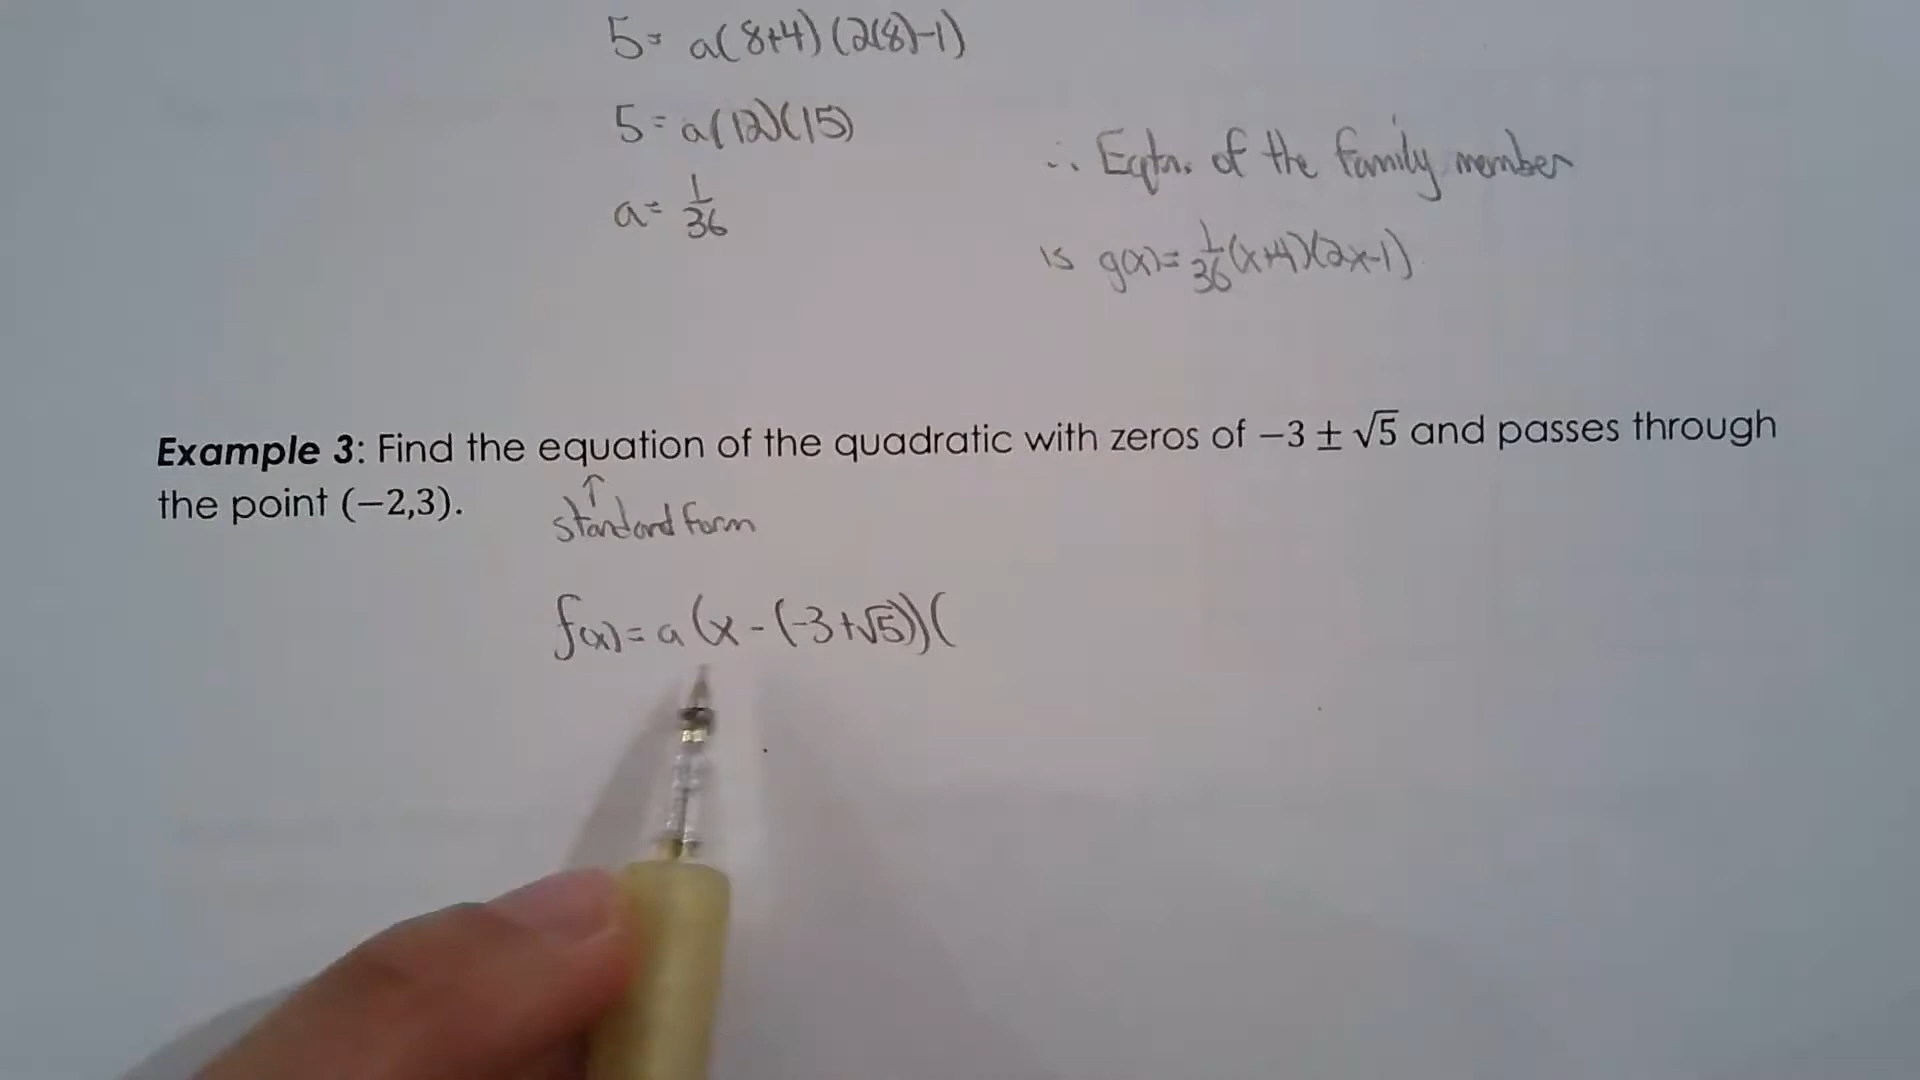 5 = a(8+4)(2(8)-1)
5 = a(12)(15)
a = 1/36
∴ Eqtn. of the family member
is g(x) = 1/36(x+4)(2x-1)
Example 3: Find the equation of the quadratic with zeros of −3 ± √5 and passes through
the point (−2,3).
↑
standard form
f(x) = a(x - (-3+√5))(